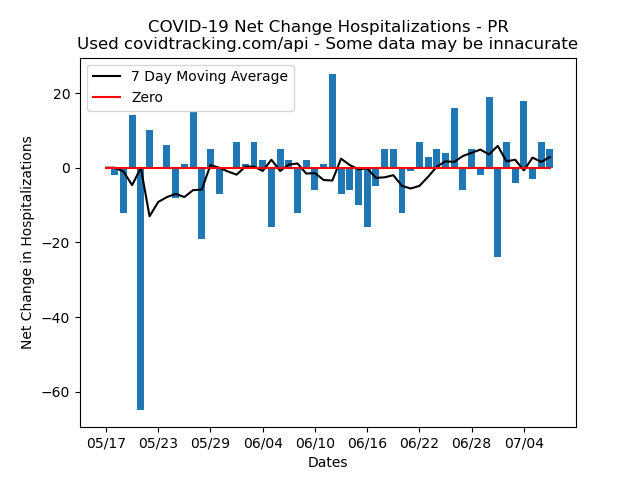 COVID-19 Net Change Hospitalizations - PR
Used covidtracking.com/api - Some data may be innacurate
7 Day Moving Average
Zero
Net Change in Hospitalizations
20
0
−20
−40
−60
05/17 05/23 05/29 06/04 06/10 06/16 06/22 06/28 07/04
Dates